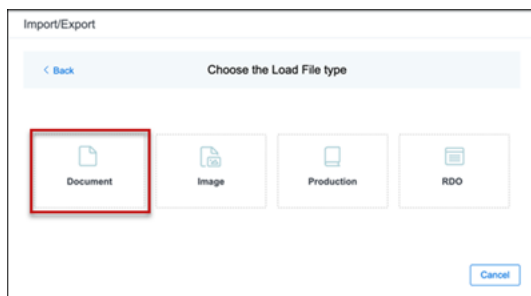 Import/Export
< Back
Choose the Load File type
Document
Image
Production
RDO
Cancel